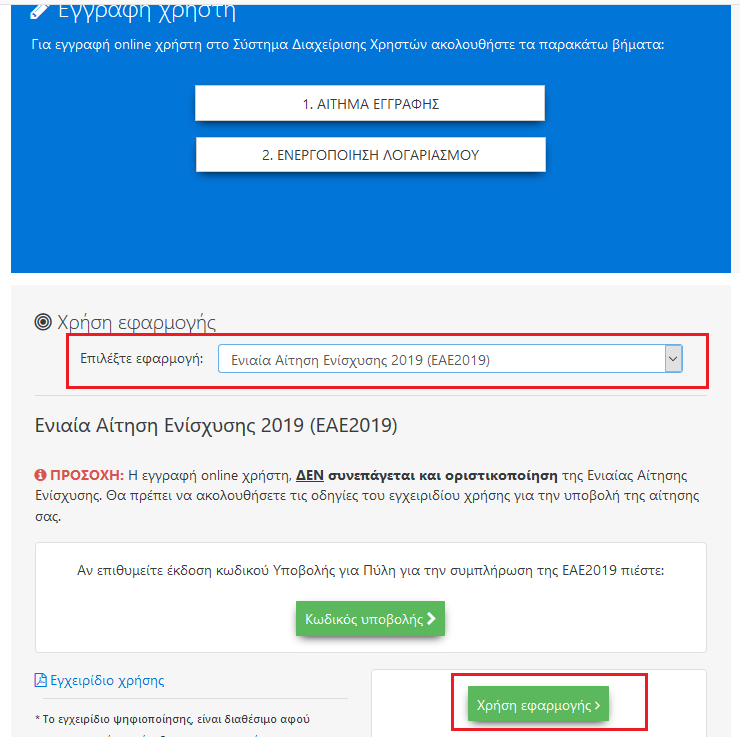 Εγγραφή χρήστη
Για εγγραφή online χρήστη στο Σύστημα Διαχείρισης Χρηστών ακολουθήστε τα παρακάτω βήματα:
1. ΑΙΤΗΜΑ ΕΓΓΡΑΦΗΣ
2. ΕΝΕΡΓΟΠΟΙΗΣΗ ΛΟΓΑΡΙΑΣΜΟΥ
Χρήση εφαρμογής
Επιλέξτε εφαρμογή: Ενιαία Αίτηση Ενίσχυσης 2019 (ΕΑΕ2019)
Ενιαία Αίτηση Ενίσχυσης 2019 (ΕΑΕ2019)
ΠΡΟΣΟΧΗ: Η εγγραφή online χρήστη, ΔΕΝ συνεπάγεται και οριστικοποίηση της Ενιαίας Αίτησης
Ενίσχυσης. Θα πρέπει να ακολουθήσετε τις οδηγίες του εγχειριδίου χρήσης για την υποβολή της αίτησης
σας.
Αν επιθυμείτε έκδοση κωδικού Υποβολής για Πύλη για την συμπλήρωση της ΕΑΕ2019 πιέστε:
Κωδικός υποβολής
Εγχειρίδιο χρήσης
Χρήση εφαρμογής
* Το εγχειρίδιο ψηφιοποίησης, είναι διαθέσιμο αφού